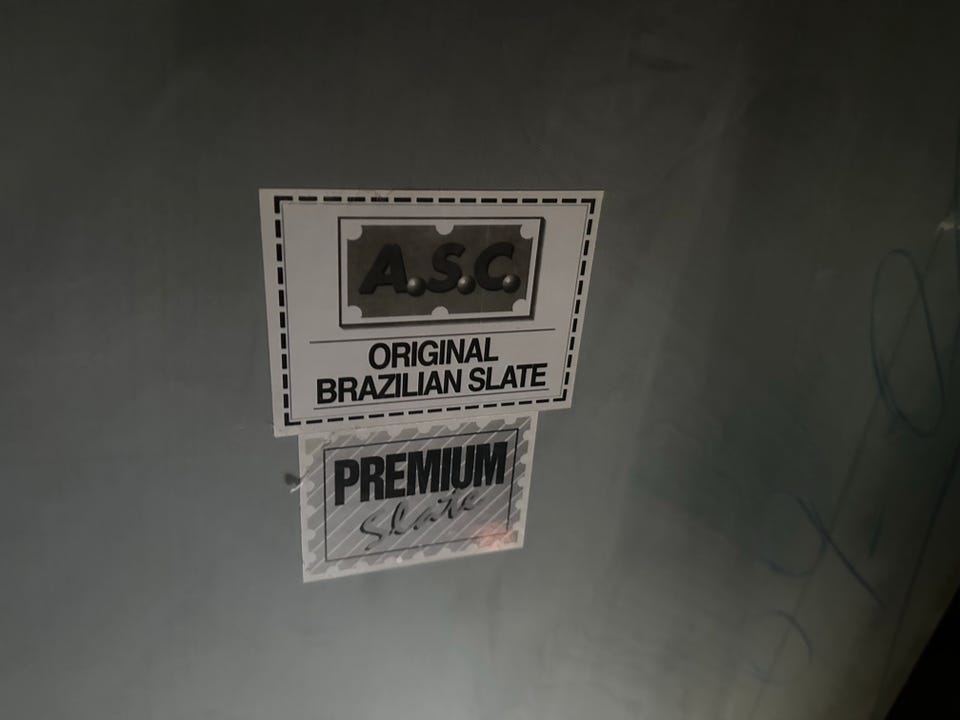 A.S.C.
ORIGINAL
BRAZILIAN SLATE
PREMIUM
Slate